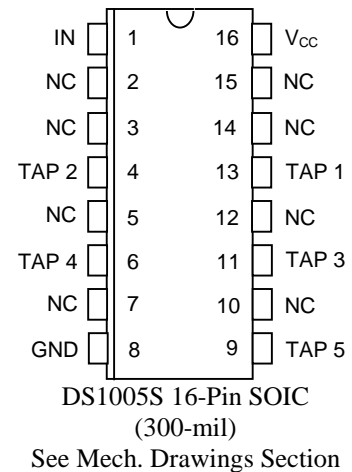 IN 1 16 VCC
NC 2 15 NC
NC 3 14 NC
TAP 2 4 13 TAP 1
NC 5 12 NC
TAP 4 6 11 TAP 3
NC 7 10 NC
GND 8 9 TAP 5
DS1005S 16-Pin SOIC
(300-mil)
See Mech. Drawings Section